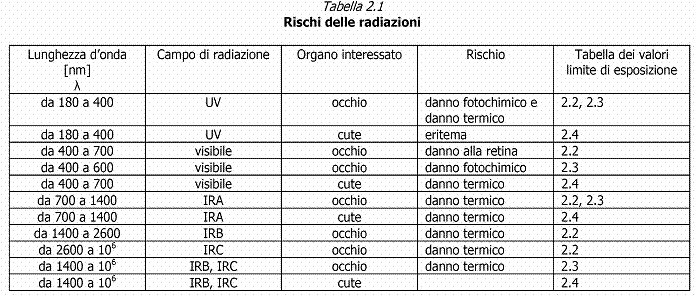 Tabella 2.1
Rischi delle radiazioni
Lunghezza d'onda [nm] λ | Campo di radiazione | Organo interessato | Rischio | Tabella dei valori limite di esposizione
da 180 a 400 | UV | occhio | danno fotochimico e danno termico | 2.2, 2.3
da 180 a 400 | UV | cute | eritema | 2.4
da 400 a 700 | visibile | occhio | danno alla retina | 2.2
da 400 a 600 | visibile | occhio | danno fotochimico | 2.3
da 400 a 700 | visibile | cute | danno termico | 2.4
da 700 a 1400 | IRA | occhio | danno termico | 2.2, 2.3
da 700 a 1400 | IRA | cute | danno termico | 2.4
da 1400 a 2600 | IRB | occhio | danno termico | 2.2
da 2600 a 10⁶ | IRC | occhio | danno termico | 2.2
da 1400 a 10⁶ | IRB, IRC | occhio | danno termico | 2.3
da 1400 a 10⁶ | IRB, IRC | cute | | 2.4